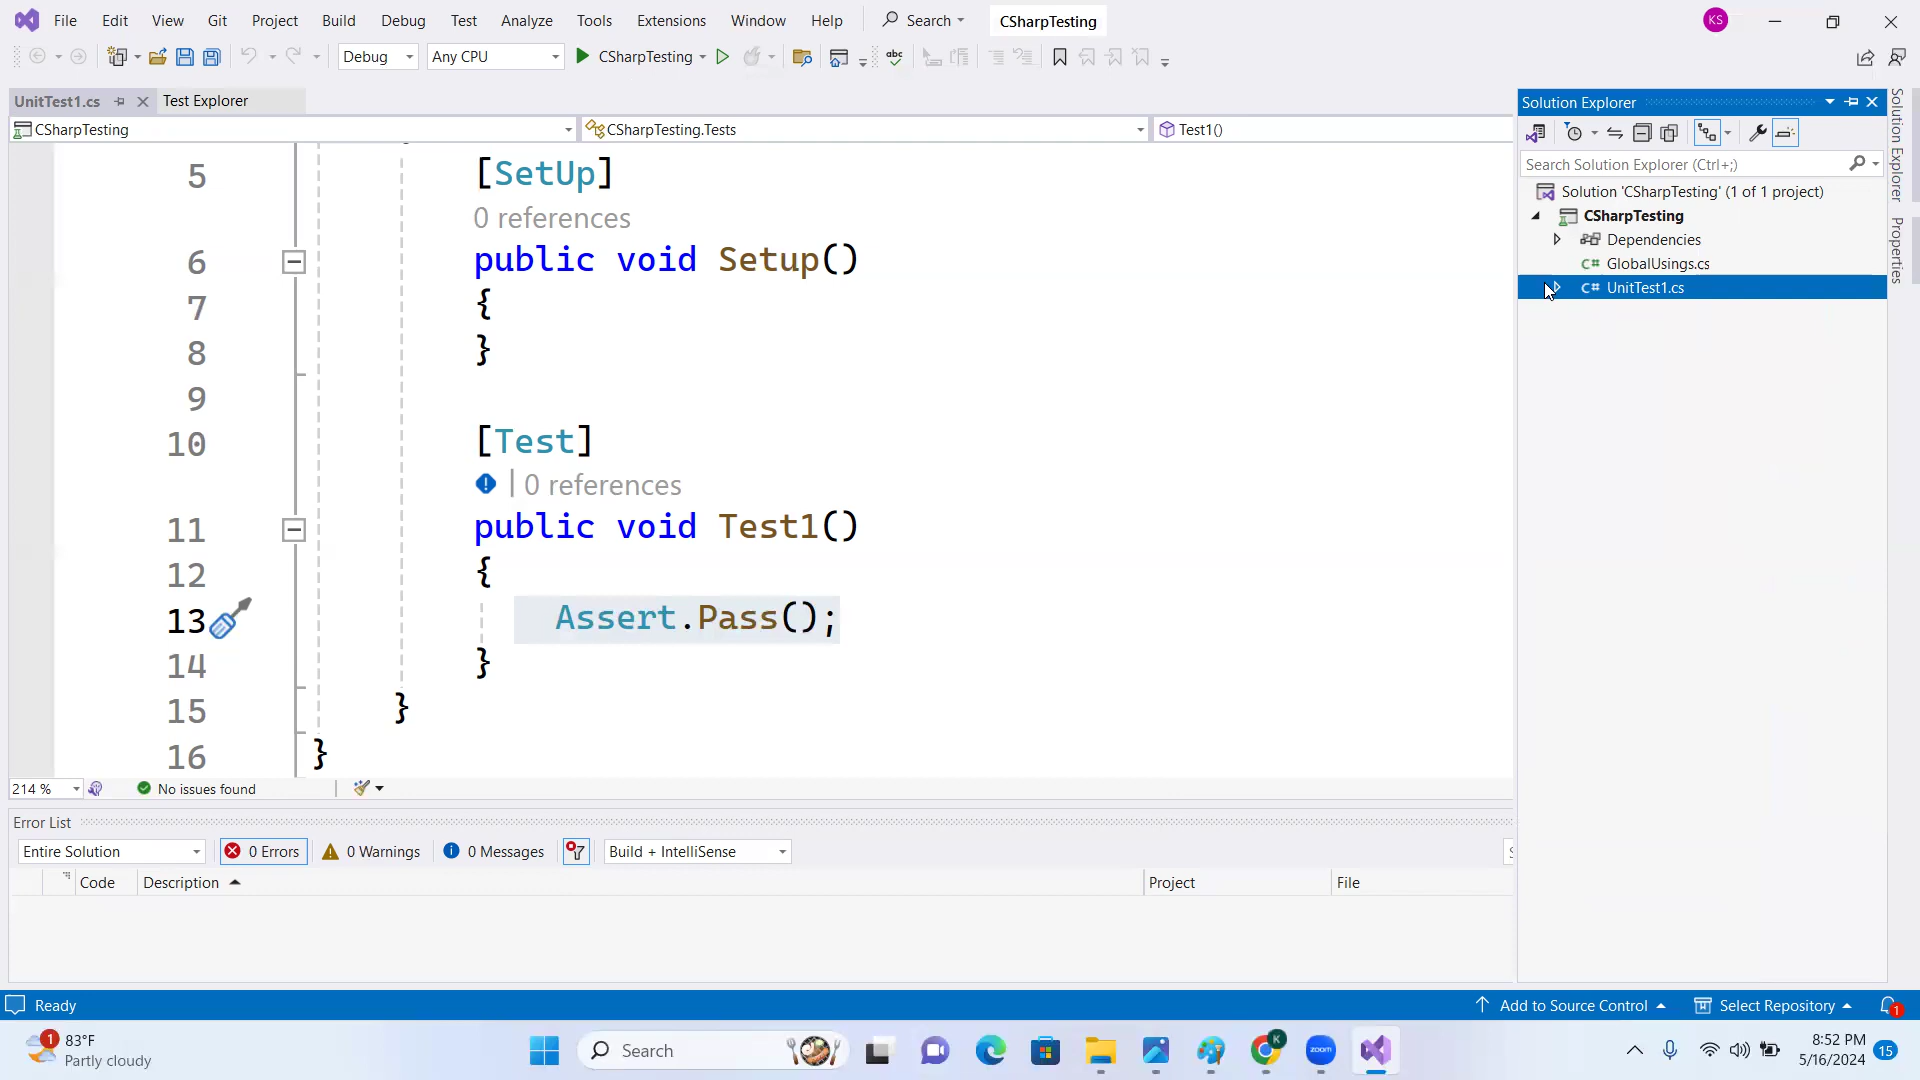 File Edit View Git Project Build Debug Test Analyze Tools Extensions Window Help Search CSharpTesting KS
Debug Any CPU CSharpTesting abc
UnitTest1.cs Test Explorer
CSharpTesting CSharpTesting.Tests Test1()
5 [SetUp]
0 references
6 public void Setup()
7 {
8 }
9
10 [Test]
0 references
11 public void Test1()
12 {
13 Assert.Pass();
14 }
15 }
16 }
214 % No issues found
Error List
Entire Solution 0 Errors 0 Warnings 0 Messages Build + IntelliSense
Code Description Project File
Solution Explorer
Search Solution Explorer (Ctrl+;)
Solution 'CSharpTesting' (1 of 1 project)
CSharpTesting
Dependencies
C# GlobalUsings.cs
C# UnitTest1.cs
Solution Explorer
Properties
Ready Add to Source Control Select Repository 1
1 83°F
Partly cloudy
Search
K
zoom
8:52 PM
5/16/2024
15